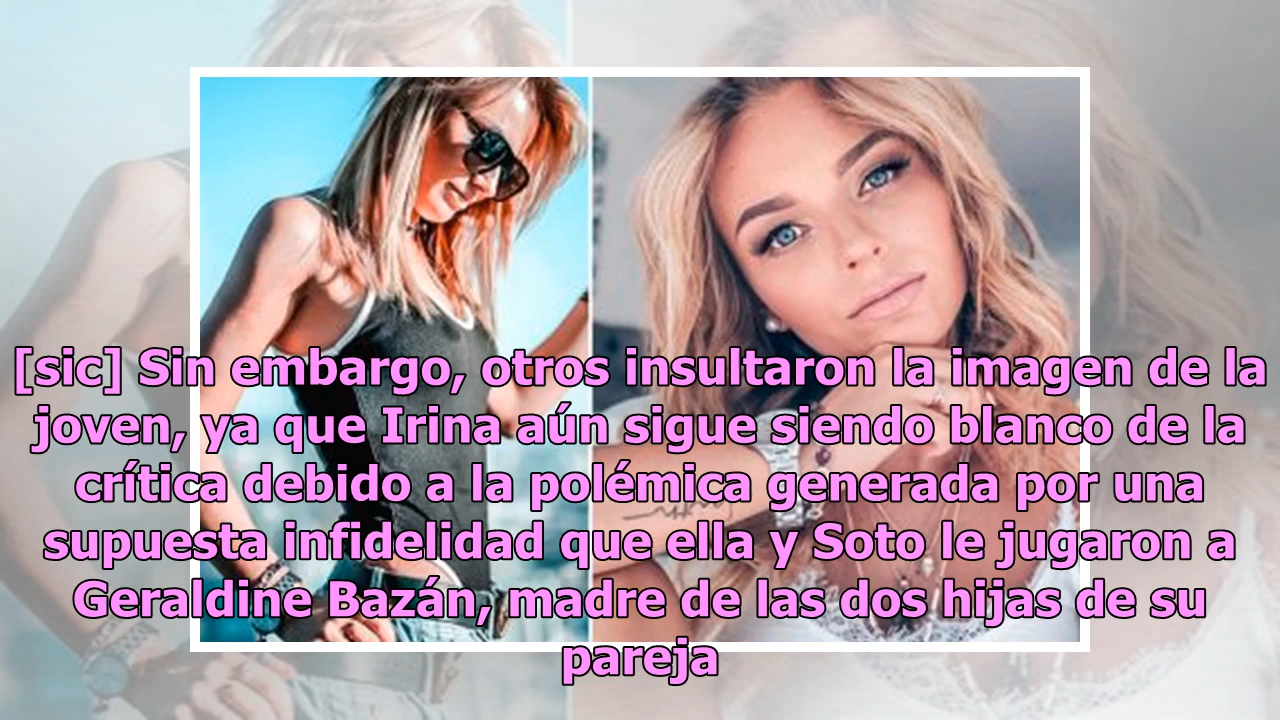 [sic] Sin embargo, otros insultaron la imagen de la
joven, ya que Irina aún sigue siendo blanco de la
crítica debido a la polémica generada por una
supuesta infidelidad que ella y Soto le jugaron a
Geraldine Bazán, madre de las dos hijas de su
pareja